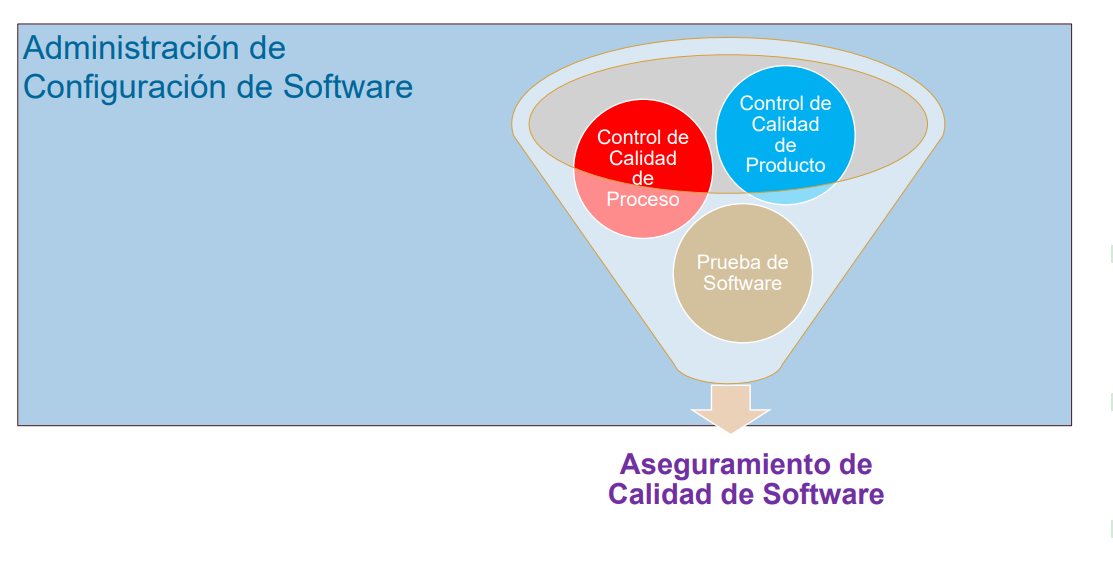 Administración de
Configuración de Software
Control de
Calidad
de
Proceso
Control de
Calidad
de
Producto
Prueba de
Software
Aseguramiento de
Calidad de Software